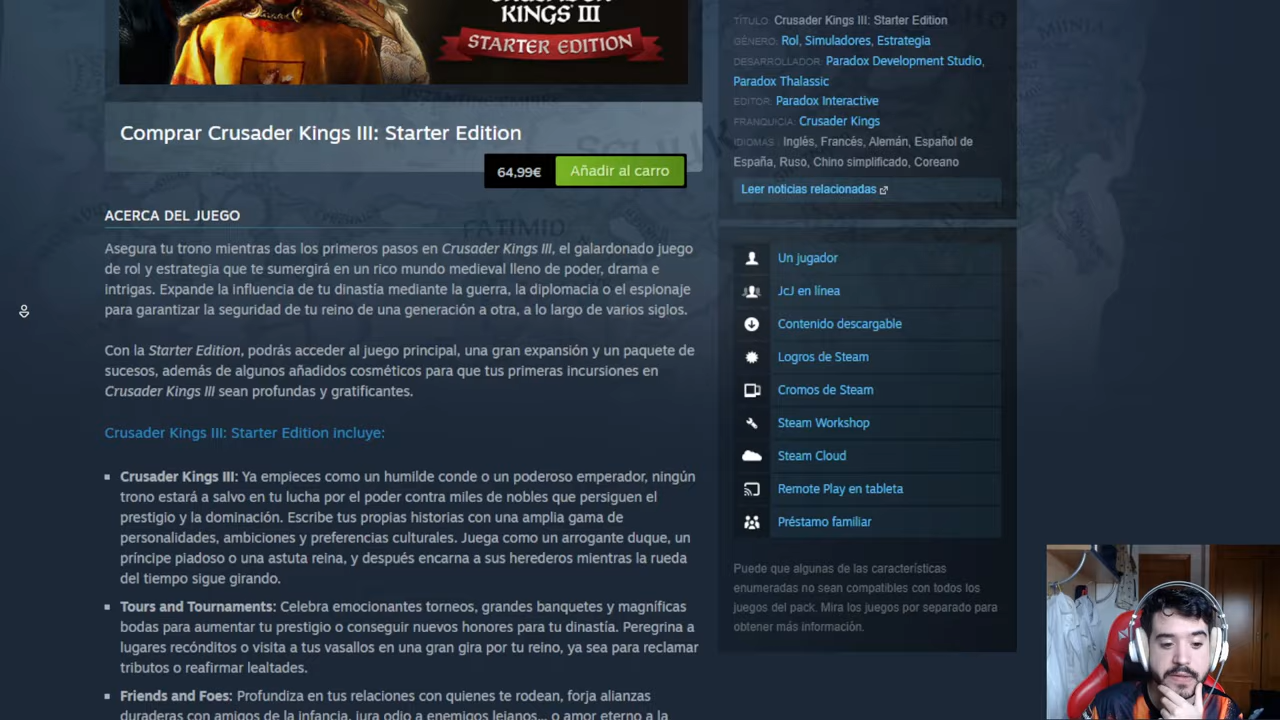 KINGS III
STARTER EDITION
Comprar Crusader Kings III: Starter Edition
64,99€
Añadir al carro
ACERCA DEL JUEGO
Asegura tu trono mientras das los primeros pasos en Crusader Kings III, el galardonado juego
de rol y estrategia que te sumergirá en un rico mundo medieval lleno de poder, drama e
intrigas. Expande la influencia de tu dinastía mediante la guerra, la diplomacia o el espionaje
para garantizar la seguridad de tu reino de una generación a otra, a lo largo de varios siglos.
Con la Starter Edition, podrás acceder al juego principal, una gran expansión y un paquete de
sucesos, además de algunos añadidos cosméticos para que tus primeras incursiones en
Crusader Kings III sean profundas y gratificantes.
Crusader Kings III: Starter Edition incluye:
Crusader Kings III: Ya empieces como un humilde conde o un poderoso emperador, ningún
trono estará a salvo en tu lucha por el poder contra miles de nobles que persiguen el
prestigio y la dominación. Escribe tus propias historias con una amplia gama de
personalidades, ambiciones y preferencias culturales. Juega como un arrogante duque, un
príncipe piadoso o una astuta reina, y después encarna a sus herederos mientras la rueda
del tiempo sigue girando.
Tours and Tournaments: Celebra emocionantes torneos, grandes banquetes y magníficas
bodas para aumentar tu prestigio o conseguir nuevos honores para tu dinastía. Peregrina a
lugares recónditos o visita a tus vasallos en una gran gira por tu reino, ya sea para reclamar
tributos o reafirmar lealtades.
Friends and Foes: Profundiza en tus relaciones con quienes te rodean, forja alianzas
duraderas con amigos de la infancia, jura odio a enemigos lejanos... o amor eterno a la
TÍTULO: Crusader Kings III: Starter Edition
GÉNERO: Rol, Simuladores, Estrategia
DESARROLLADOR: Paradox Development Studio,
Paradox Thalassic
EDITOR: Paradox Interactive
FRANQUICIA: Crusader Kings
IDIOMAS: Inglés, Francés, Alemán, Español de
España, Ruso, Chino simplificado, Coreano
Leer noticias relacionadas
Un jugador
JcJ en línea
Contenido descargable
Logros de Steam
Cromos de Steam
Steam Workshop
Steam Cloud
Remote Play en tableta
Préstamo familiar
Puede que algunas de las características
enumeradas no sean compatibles con todos los
juegos del pack. Mira los juegos por separado para
obtener más información.
FATIMID